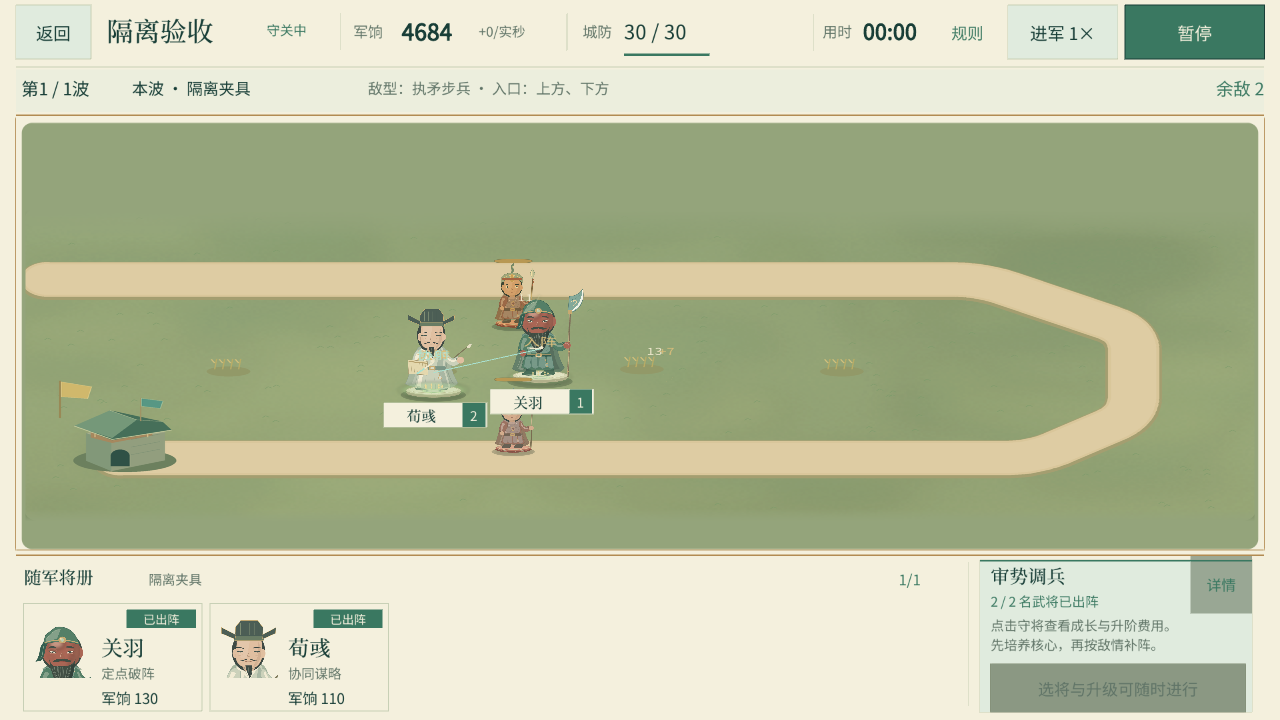 返回
隔离验收
守关中
军饷 4684 +0/实秒
城防 30 / 30
用时 00:00
规则
进军 1×
暂停
第1 / 1波
本波 · 隔离夹具
敌型：执矛步兵 · 入口：上方、下方
余敌 2
入阵
荀彧 2
关羽 1
随军将册
隔离夹具
1/1
已出阵
关羽
定点破阵
军饷 130
已出阵
荀彧
协同谋略
军饷 110
审势调兵
详情
2 / 2 名武将已出阵
点击守将查看成长与升阶费用。
先培养核心，再按敌情补阵。
选将与升级可随时进行